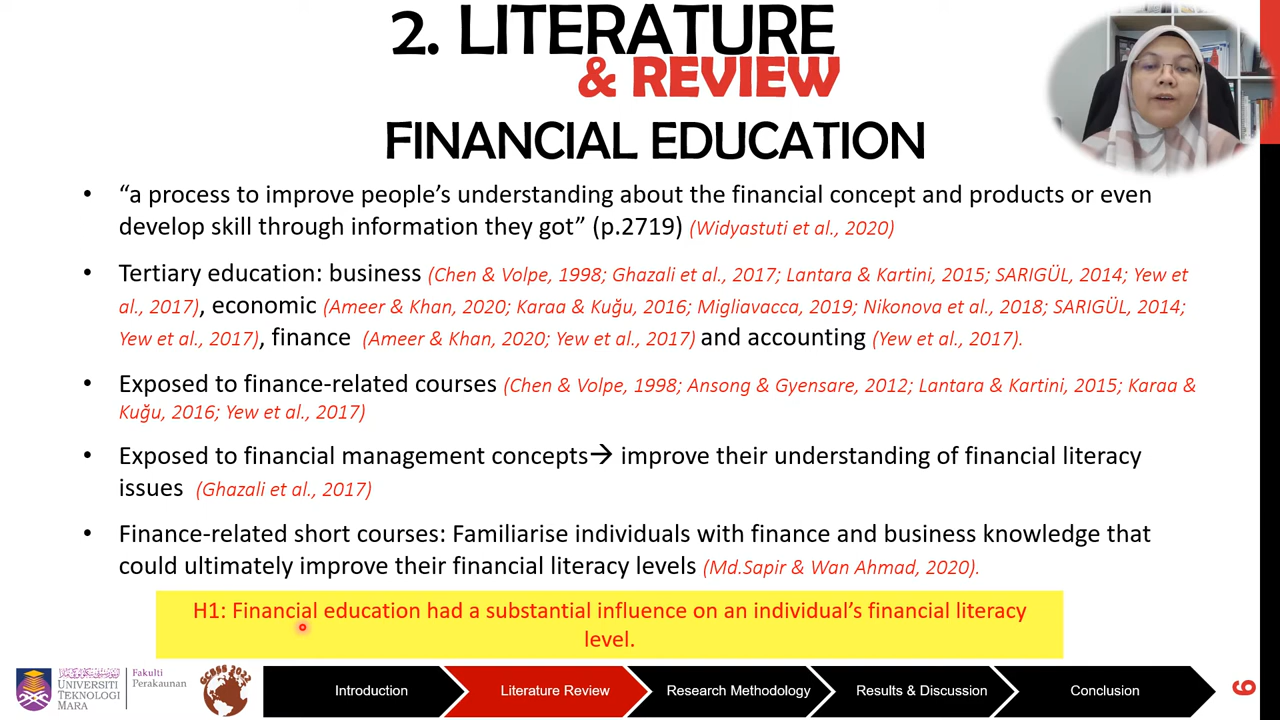 2. LITERATURE
& REVIEW
FINANCIAL EDUCATION
• “a process to improve people’s understanding about the financial concept and products or even
develop skill through information they got” (p.2719) (Widyastuti et al., 2020)
• Tertiary education: business (Chen & Volpe, 1998; Ghazali et al., 2017; Lantara & Kartini, 2015; SARIGÜL, 2014; Yew et
al., 2017), economic (Ameer & Khan, 2020; Karaa & Kuğu, 2016; Migliavacca, 2019; Nikonova et al., 2018; SARIGÜL, 2014;
Yew et al., 2017), finance (Ameer & Khan, 2020; Yew et al., 2017) and accounting (Yew et al., 2017).
• Exposed to finance-related courses (Chen & Volpe, 1998; Ansong & Gyensare, 2012; Lantara & Kartini, 2015; Karaa &
Kuğu, 2016; Yew et al., 2017)
• Exposed to financial management concepts→ improve their understanding of financial literacy
issues (Ghazali et al., 2017)
• Finance-related short courses: Familiarise individuals with finance and business knowledge that
could ultimately improve their financial literacy levels (Md.Sapir & Wan Ahmad, 2020).
H1: Financial education had a substantial influence on an individual’s financial literacy
level.
UNIVERSITI
TEKNOLOGI
MARA
Fakulti
Perakaunan
GCBSS 2022
Introduction
Literature Review
Research Methodology
Results & Discussion
Conclusion
6